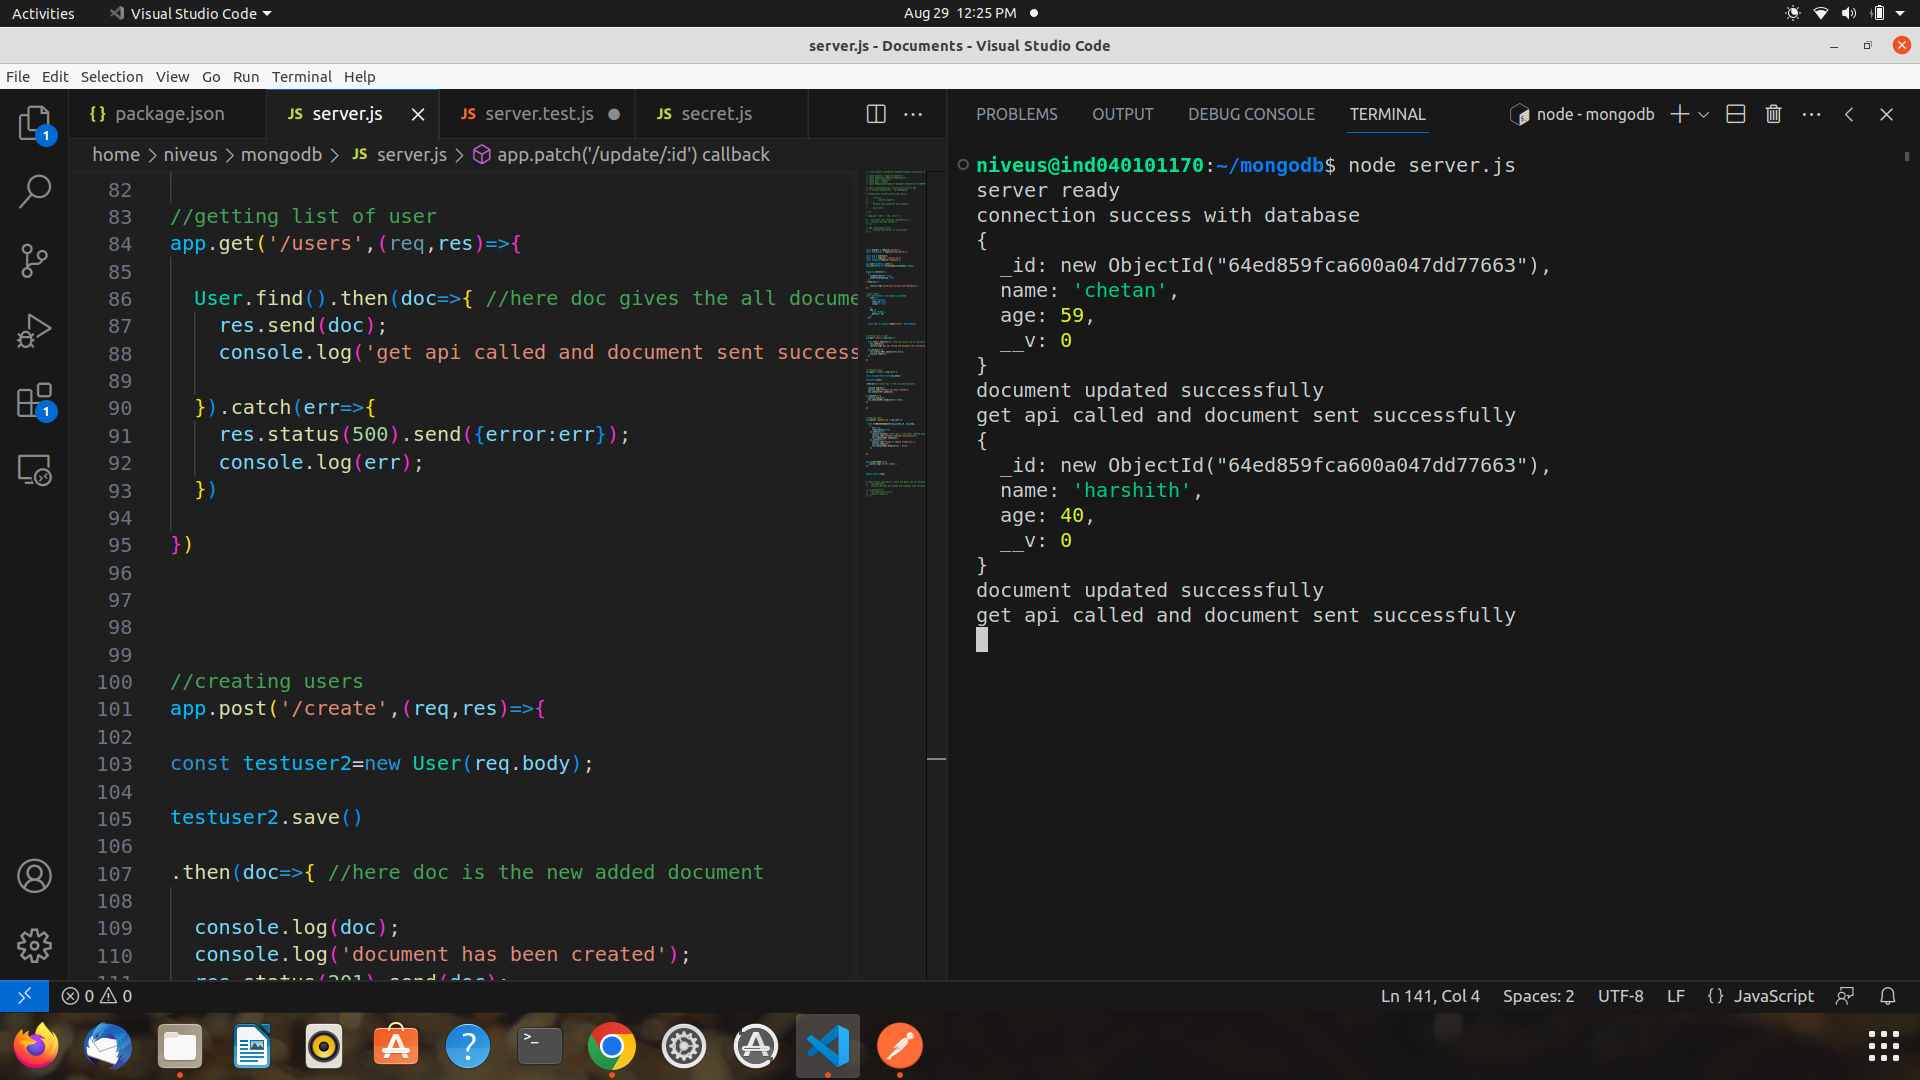 Activities
Visual Studio Code
Aug 29 12:25 PM
server.js - Documents - Visual Studio Code
File Edit Selection View Go Run Terminal Help
{} package.json
JS server.js
JS server.test.js
JS secret.js
home > niveus > mongodb > JS server.js > app.patch('/update/:id') callback
82
83 //getting list of user
84 app.get('/users',(req,res)=>{
85
86 User.find().then(doc=>{ //here doc gives the all docume
87 res.send(doc);
88 console.log('get api called and document sent success
89
90 }).catch(err=>{
91 res.status(500).send({error:err});
92 console.log(err);
93 })
94
95 })
96
97
98
99
100 //creating users
101 app.post('/create',(req,res)=>{
102
103 const testuser2=new User(req.body);
104
105 testuser2.save()
106
107 .then(doc=>{ //here doc is the new added document
108
109 console.log(doc);
110 console.log('document has been created');
111 res.status(201).send(doc);
PROBLEMS OUTPUT DEBUG CONSOLE TERMINAL
node - mongodb
niveus@ind040101170:~/mongodb$ node server.js
server ready
connection success with database
{
_id: new ObjectId("64ed859fca600a047dd77663"),
name: 'chetan',
age: 59,
__v: 0
}
document updated successfully
get api called and document sent successfully
{
_id: new ObjectId("64ed859fca600a047dd77663"),
name: 'harshith',
age: 40,
__v: 0
}
document updated successfully
get api called and document sent successfully
1
1
0 0
Ln 141, Col 4 Spaces: 2 UTF-8 LF {} JavaScript